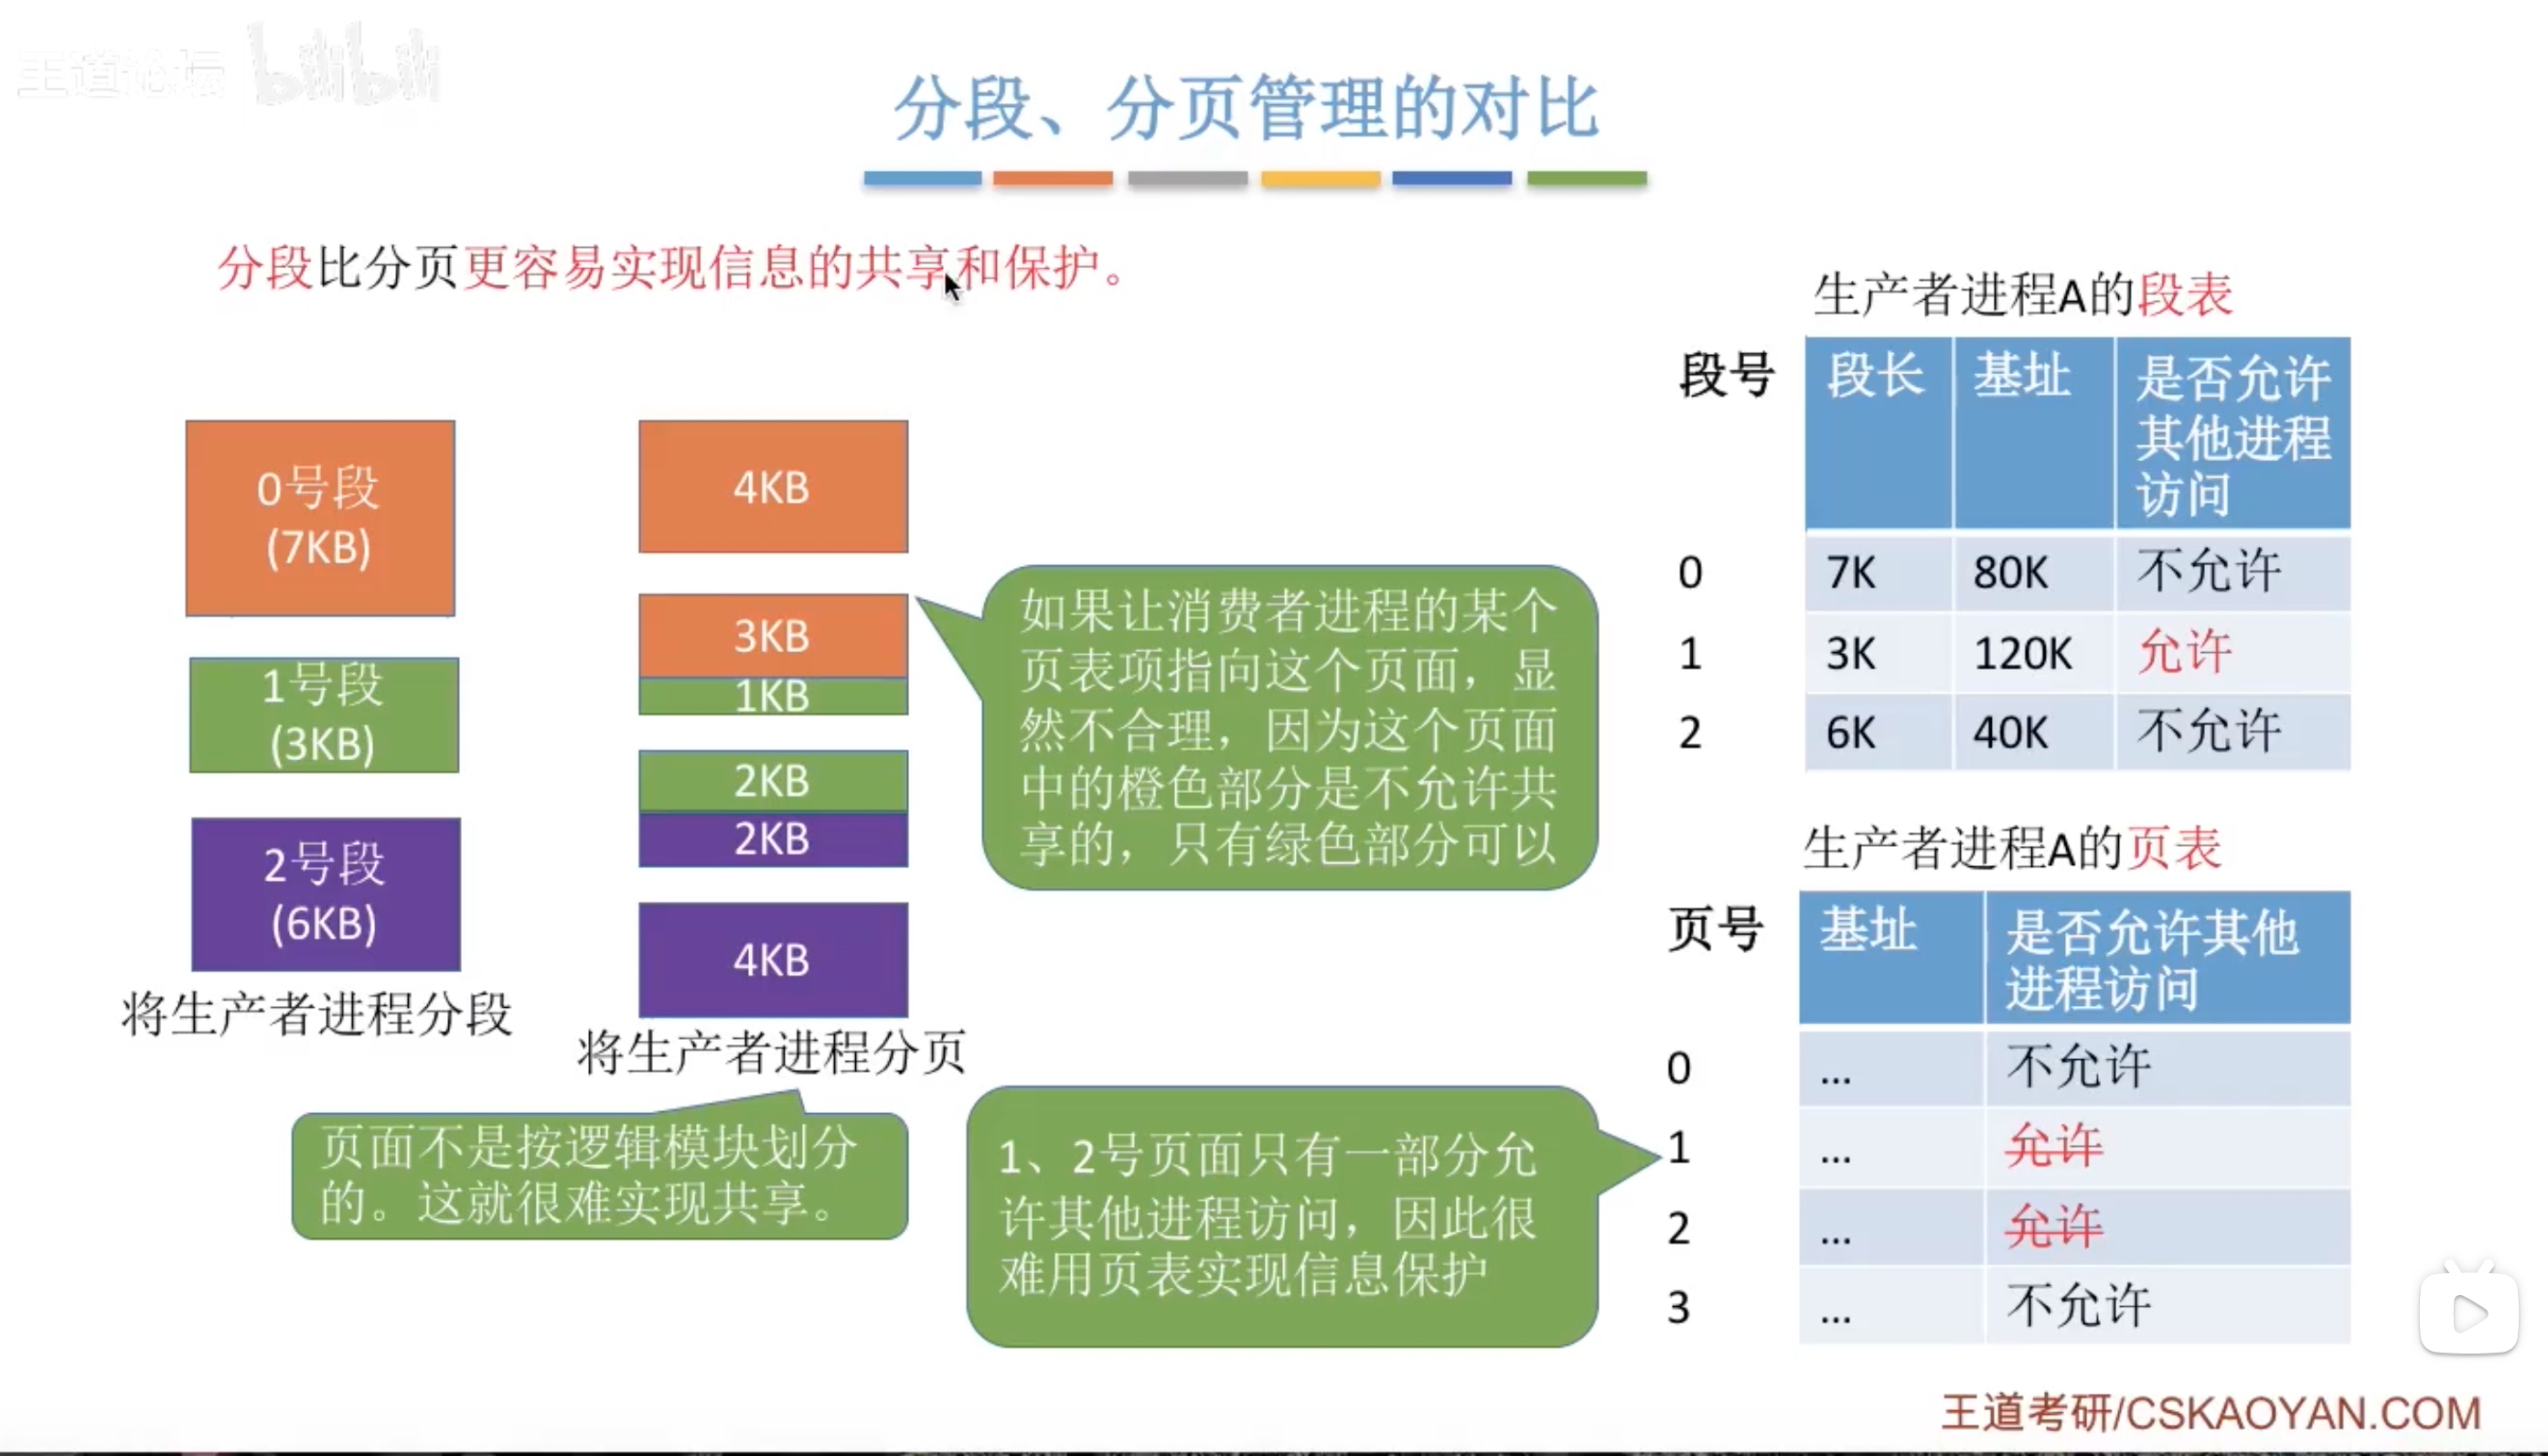 王道论坛 bilibili
分段、分页管理的对比
分段比分页更容易实现信息的共享和保护。
0号段
(7KB)
1号段
(3KB)
2号段
(6KB)
将生产者进程分段
4KB
3KB
1KB
2KB
2KB
4KB
将生产者进程分页
如果让消费者进程的某个
页表项指向这个页面，显
然不合理，因为这个页面
中的橙色部分是不允许共
享的，只有绿色部分可以
页面不是按逻辑模块划分
的。这就很难实现共享。
1、2号页面只有一部分允
许其他进程访问，因此很
难用页表实现信息保护
生产者进程A的段表
段号 段长 基址 是否允许
其他进程
访问
0 7K 80K 不允许
1 3K 120K 允许
2 6K 40K 不允许
生产者进程A的页表
页号 基址 是否允许其他
进程访问
0 ... 不允许
1 ... 允许
2 ... 允许
3 ... 不允许
王道考研/CSKAOYAN.COM